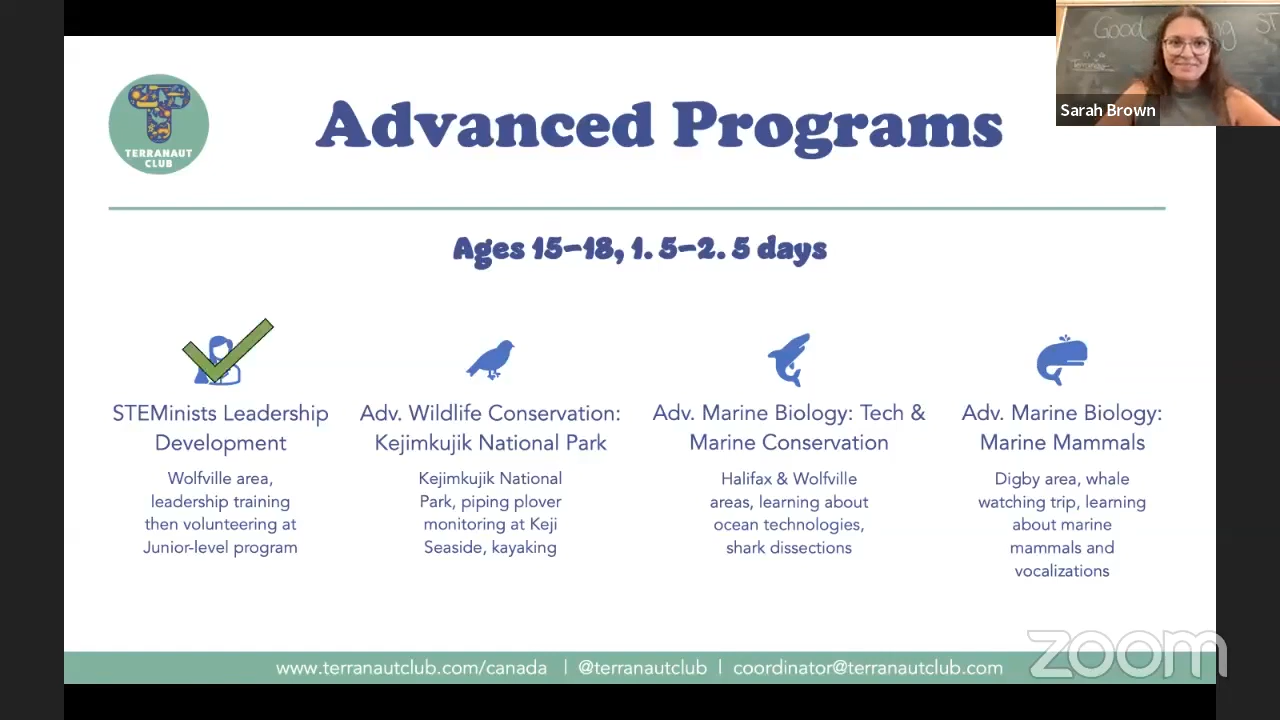 Good
ng ST
Terranaut
Sarah Brown
T
TERRANAUT
CLUB
Advanced Programs
Ages 15-18, 1. 5-2. 5 days
STEMinists Leadership
Development
Wolfville area,
leadership training
then volunteering at
Junior-level program
Adv. Wildlife Conservation:
Kejimkujik National Park
Kejimkujik National
Park, piping plover
monitoring at Keji
Seaside, kayaking
Adv. Marine Biology: Tech &
Marine Conservation
Halifax & Wolfville
areas, learning about
ocean technologies,
shark dissections
Adv. Marine Biology:
Marine Mammals
Digby area, whale
watching trip, learning
about marine
mammals and
vocalizations
www.terranautclub.com/canada | @terranautclub | coordinator@terranautclub.com
zoom